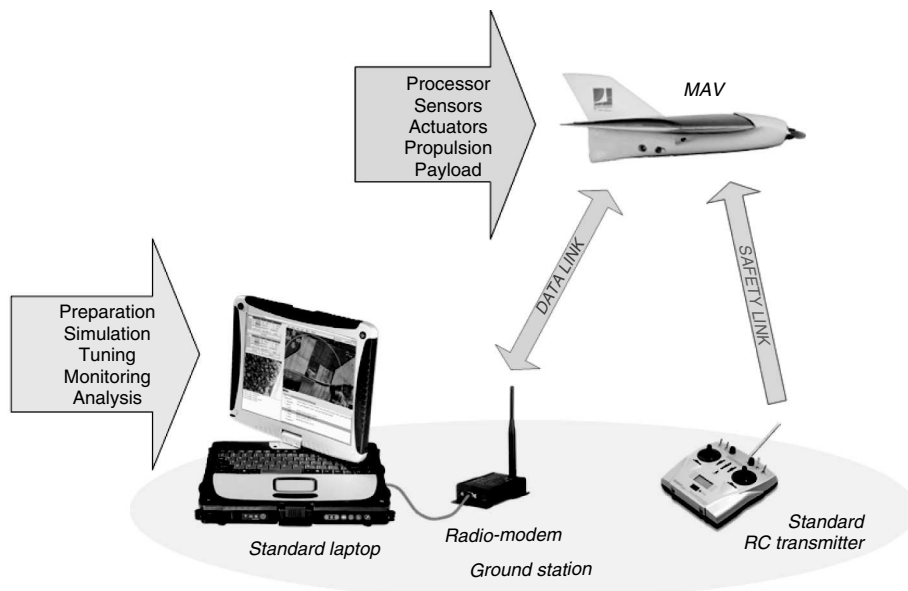 Processor
Sensors
Actuators
Propulsion
Payload
MAV
DATA LINK
SAFETY LINK
Preparation
Simulation
Tuning
Monitoring
Analysis
Standard laptop
Radio-modem
Standard
RC transmitter
Ground station